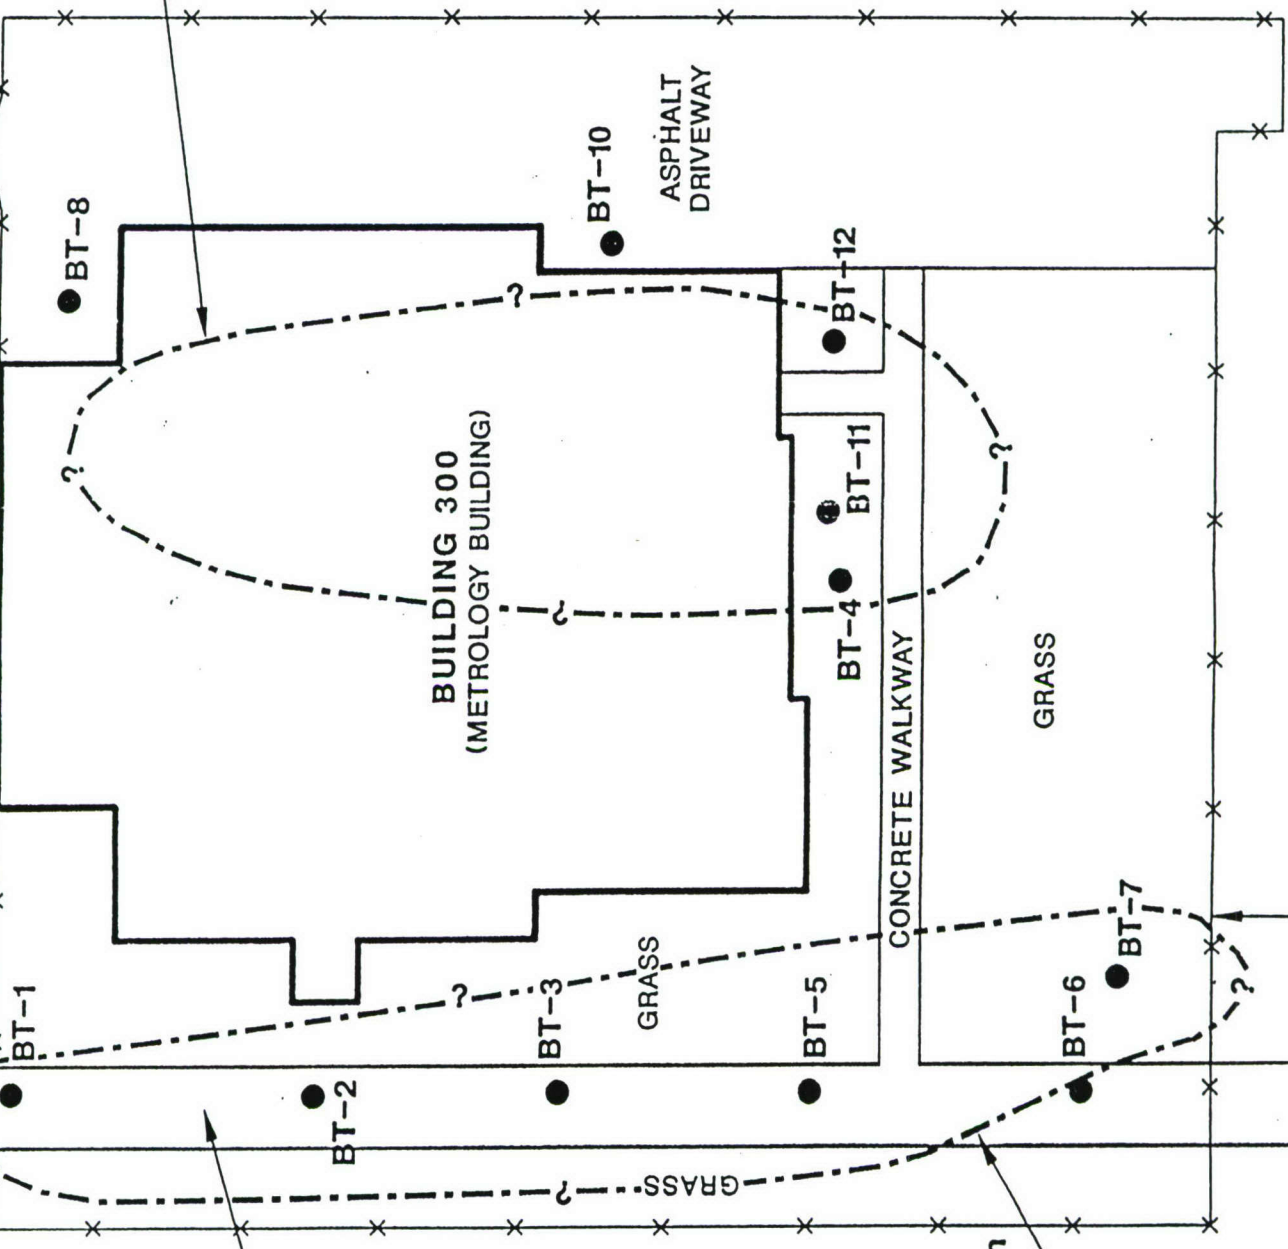 BT-8
BT-10
ASPHALT
DRIVEWAY
BT-12
?
?
BUILDING 300
(METROLOGY BUILDING)
BT-11
?
?
BT-4
CONCRETE WALKWAY
GRASS
BT-1
?
BT-3
GRASS
BT-5
BT-6
BT-7
?
BT-2
?
GRASS